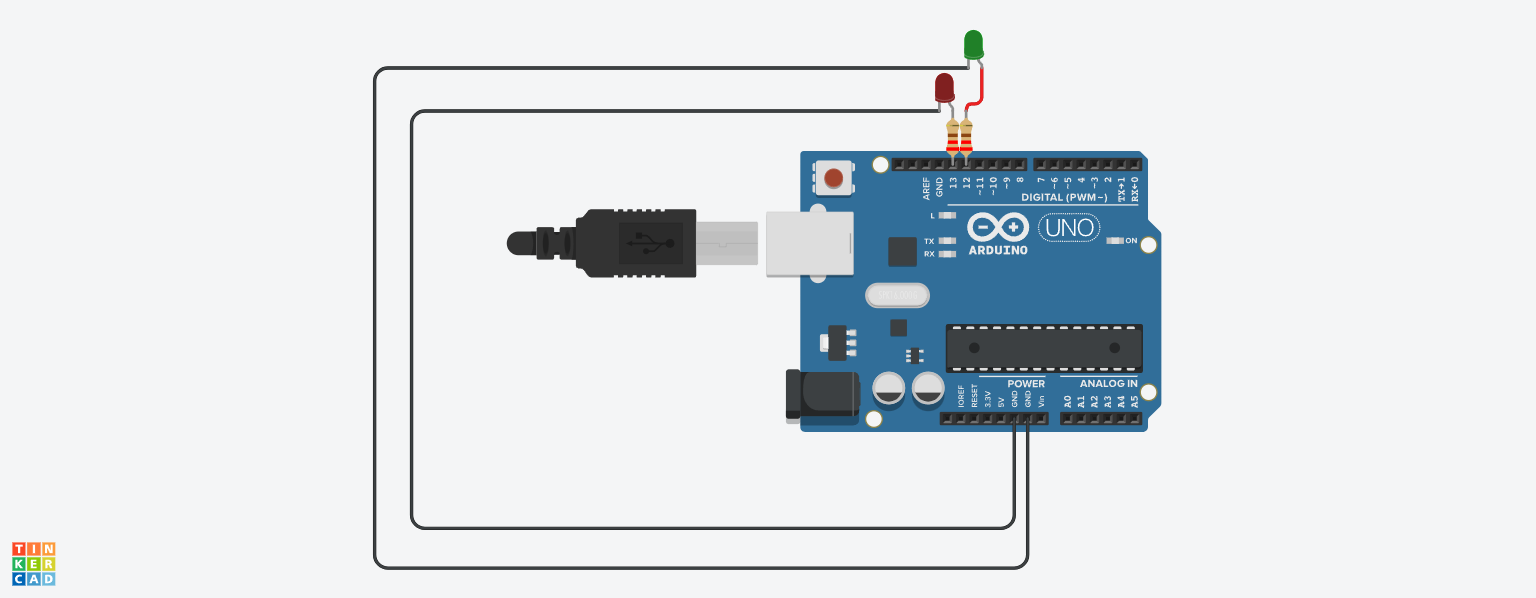 AREF
GND
13
12
~11
~10
~9
8
7
~6
~5
4
~3
2
TX→1
RX←0
DIGITAL (PWM~)
L
TX
RX
UNO
ON
ARDUINO
POWER
ANALOG IN
IOREF
RESET
3.3V
5V
GND
GND
Vin
A0
A1
A2
A3
A4
A5
TIN
KER
CAD